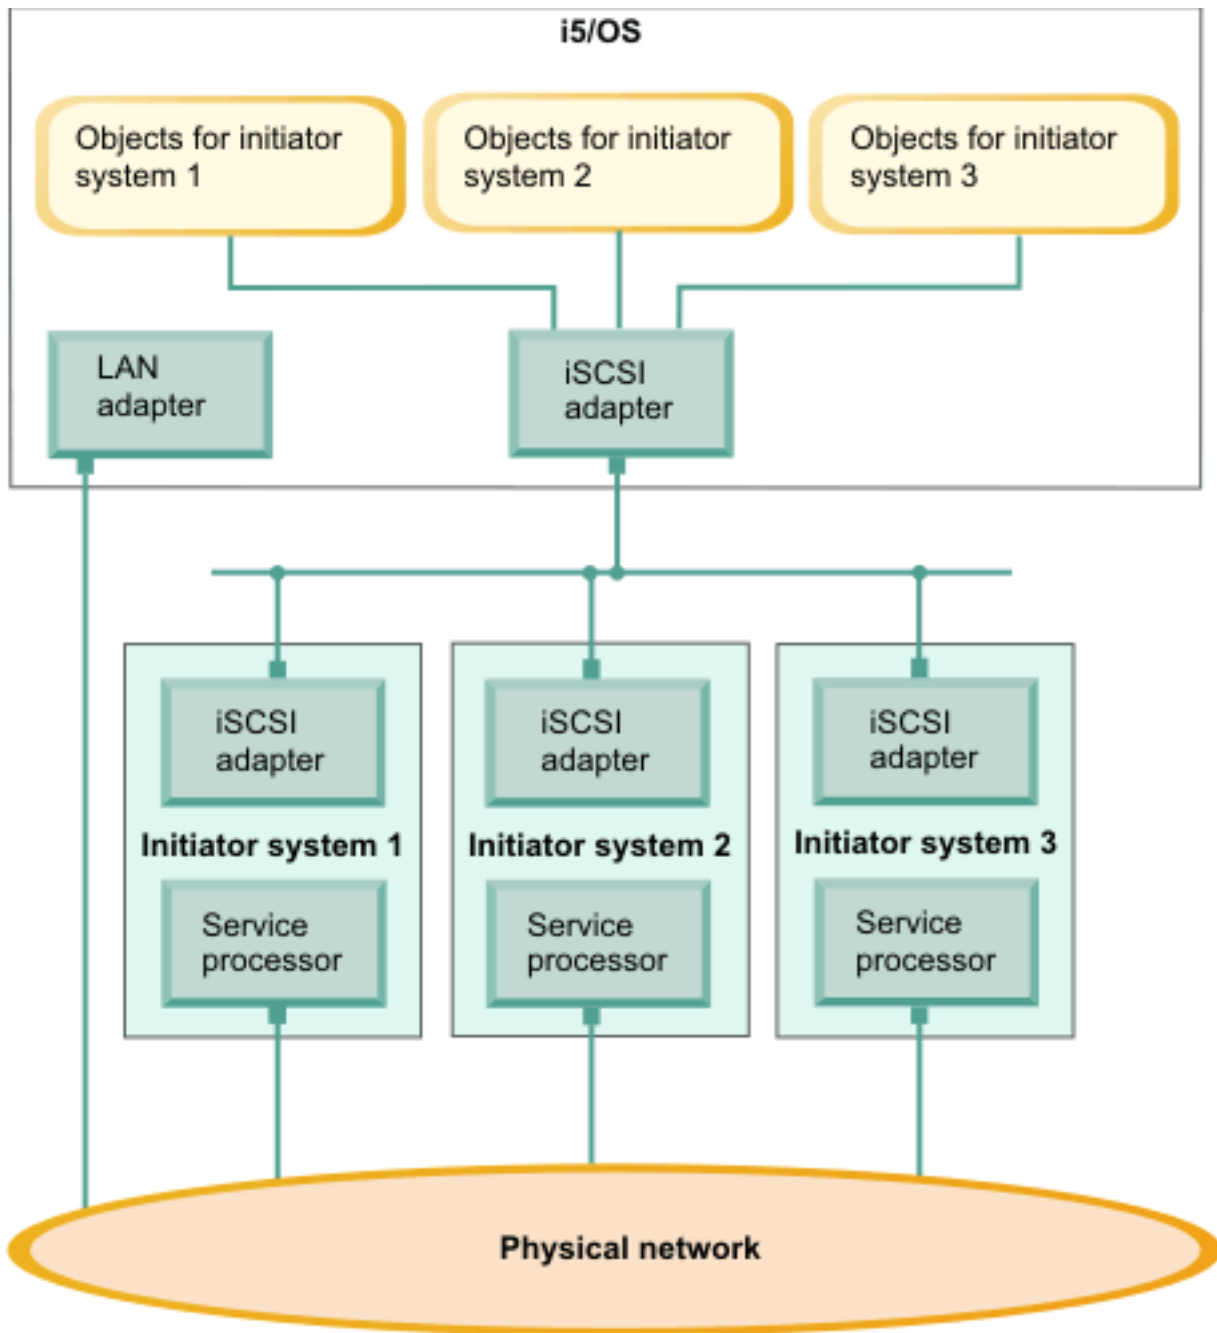 i5/OS
Objects for initiator
system 1
Objects for initiator
system 2
Objects for initiator
system 3
LAN
adapter
iSCSI
adapter
iSCSI
adapter
iSCSI
adapter
iSCSI
adapter
Initiator system 1
Initiator system 2
Initiator system 3
Service
processor
Service
processor
Service
processor
Physical network